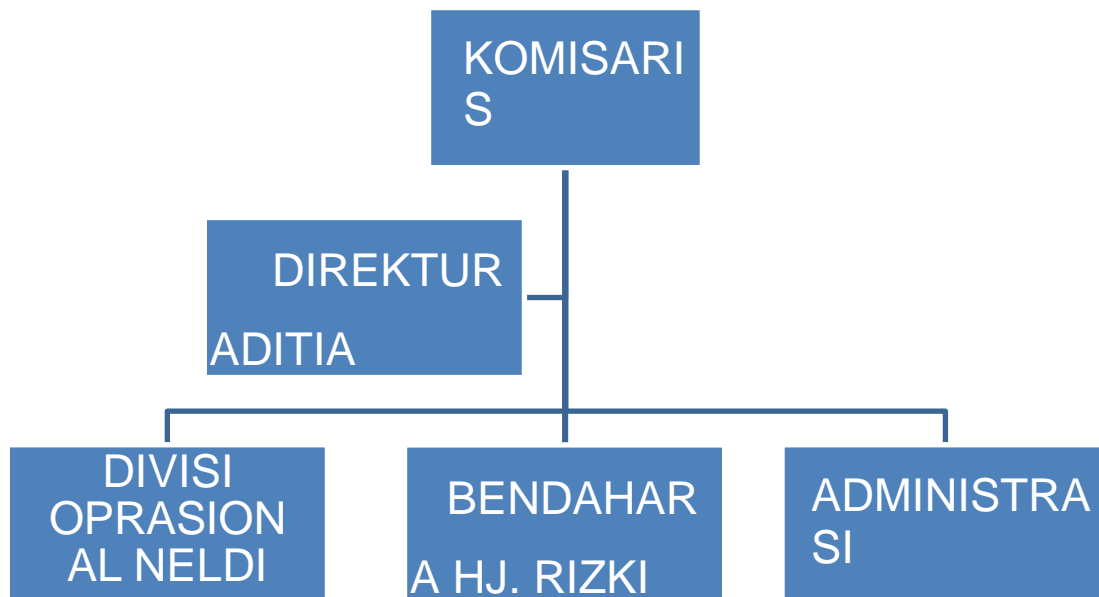 KOMISARI
S
DIREKTUR
ADITIA
DIVISI
OPRASION
AL NELDI
BENDAHAR
A HJ. RIZKI
ADMINISTRA
SI